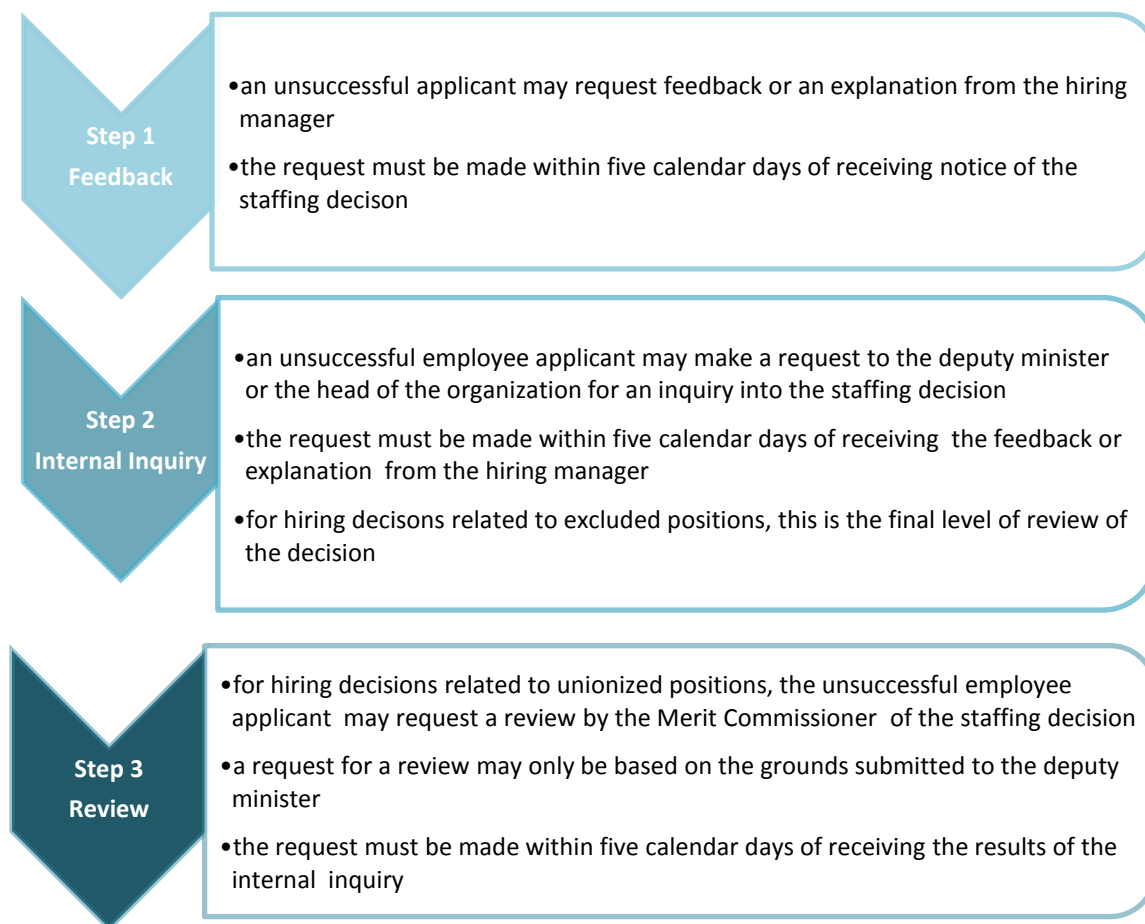 Step 1
Feedback
•an unsuccessful applicant may request feedback or an explanation from the hiring
manager
•the request must be made within five calendar days of receiving notice of the
staffing decison
Step 2
Internal Inquiry
•an unsuccessful employee applicant may make a request to the deputy minister
or the head of the organization for an inquiry into the staffing decision
•the request must be made within five calendar days of receiving the feedback or
explanation from the hiring manager
•for hiring decisons related to excluded positions, this is the final level of review of
the decision
Step 3
Review
•for hiring decisions related to unionized positions, the unsuccessful employee
applicant may request a review by the Merit Commissioner of the staffing decision
•a request for a review may only be based on the grounds submitted to the deputy
minister
•the request must be made within five calendar days of receiving the results of the
internal inquiry